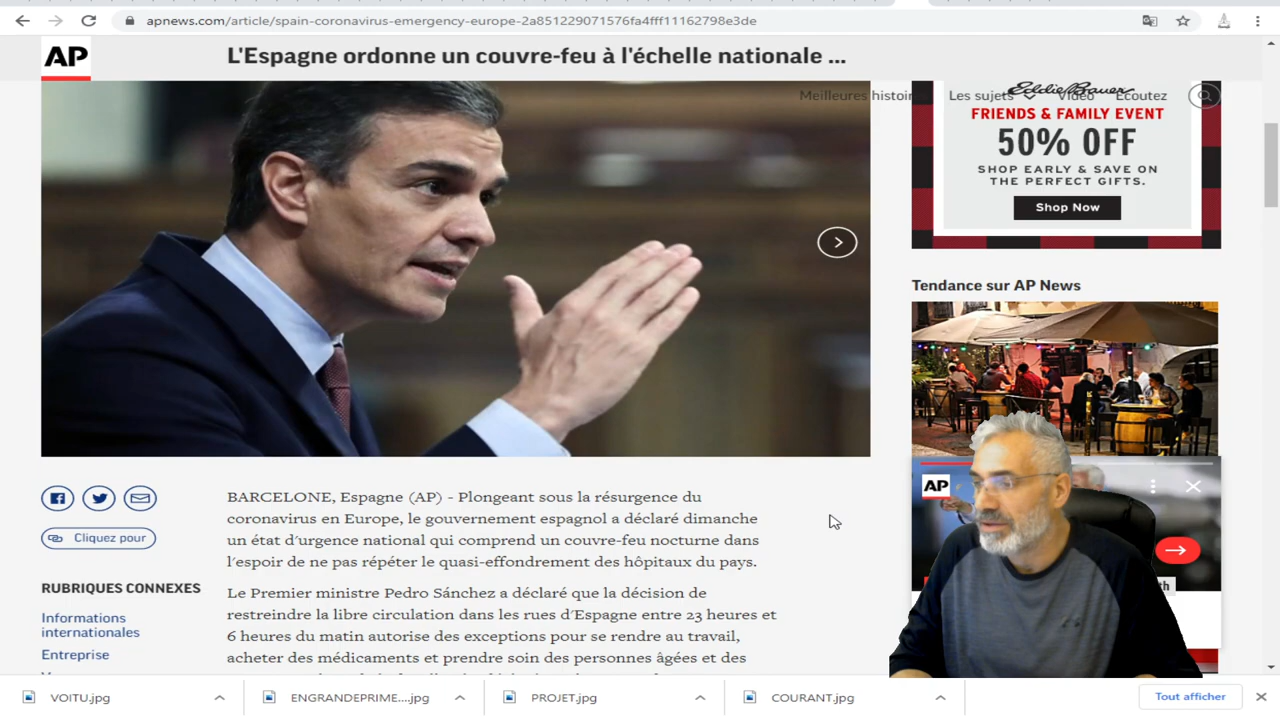 apnews.com/article/spain-coronavirus-emergency-europe-2a851229071576fa4fff11162798e3de
AP
L'Espagne ordonne un couvre-feu à l'échelle nationale ...
Meilleures histoir
Les sujets
Vidéo
Écoutez
Eddie Bauer
FRIENDS & FAMILY EVENT
50% OFF
SHOP EARLY & SAVE ON
THE PERFECT GIFTS.
Shop Now
Tendance sur AP News
AP
BARCELONE, Espagne (AP) - Plongeant sous la résurgence du
coronavirus en Europe, le gouvernement espagnol a déclaré dimanche
un état d'urgence national qui comprend un couvre-feu nocturne dans
l'espoir de ne pas répéter le quasi-effondrement des hôpitaux du pays.
Cliquez pour
RUBRIQUES CONNEXES
Informations
internationales
Entreprise
Le Premier ministre Pedro Sánchez a déclaré que la décision de
restreindre la libre circulation dans les rues d'Espagne entre 23 heures et
6 heures du matin autorise des exceptions pour se rendre au travail,
acheter des médicaments et prendre soin des personnes âgées et des
VOITU.jpg
ENGRANDEPRIME....jpg
PROJET.jpg
COURANT.jpg
Tout afficher